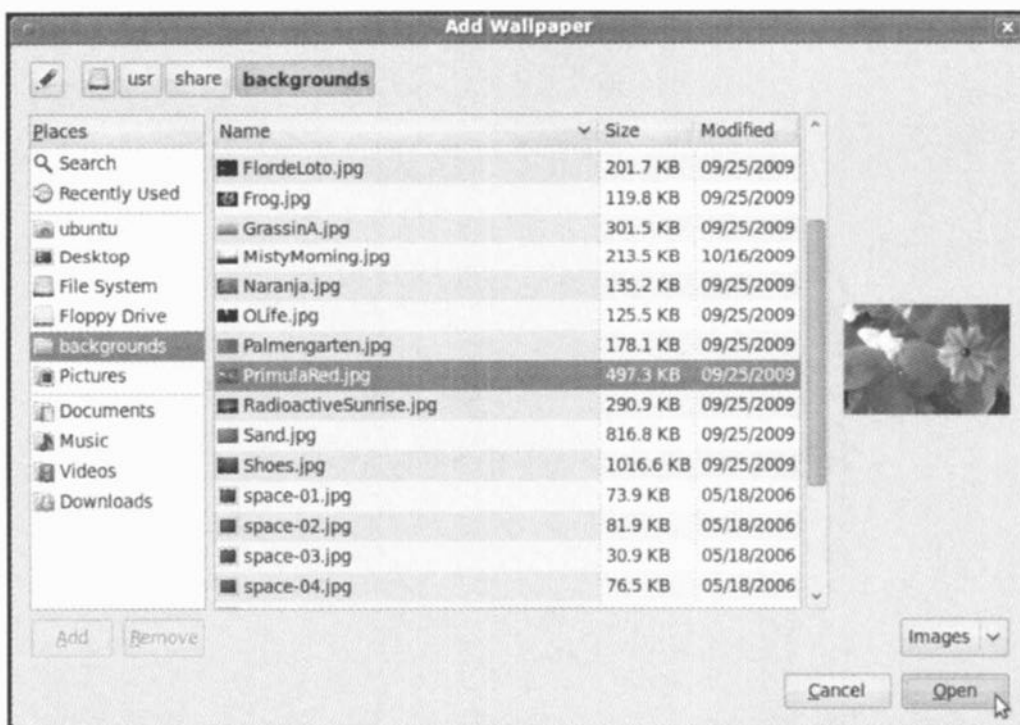 Add Wallpaper
usr share backgrounds
Places
Search
Recently Used
ubuntu
Desktop
File System
Floppy Drive
backgrounds
Pictures
Documents
Music
Videos
Downloads
Name Size Modified
FlordeLoto.jpg 201.7 KB 09/25/2009
Frog.jpg 119.8 KB 09/25/2009
GrassinA.jpg 301.5 KB 09/25/2009
MistyMorning.jpg 213.5 KB 10/16/2009
Naranja.jpg 135.2 KB 09/25/2009
OLife.jpg 125.5 KB 09/25/2009
Palmengarten.jpg 178.1 KB 09/25/2009
PrimulaRed.jpg 497.3 KB 09/25/2009
RadioactiveSunrise.jpg 290.9 KB 09/25/2009
Sand.jpg 816.8 KB 09/25/2009
Shoes.jpg 1016.6 KB 09/25/2009
space-01.jpg 73.9 KB 05/18/2006
space-02.jpg 81.9 KB 05/18/2006
space-03.jpg 30.9 KB 05/18/2006
space-04.jpg 76.5 KB 05/18/2006
Add Remove
Images
Cancel Open